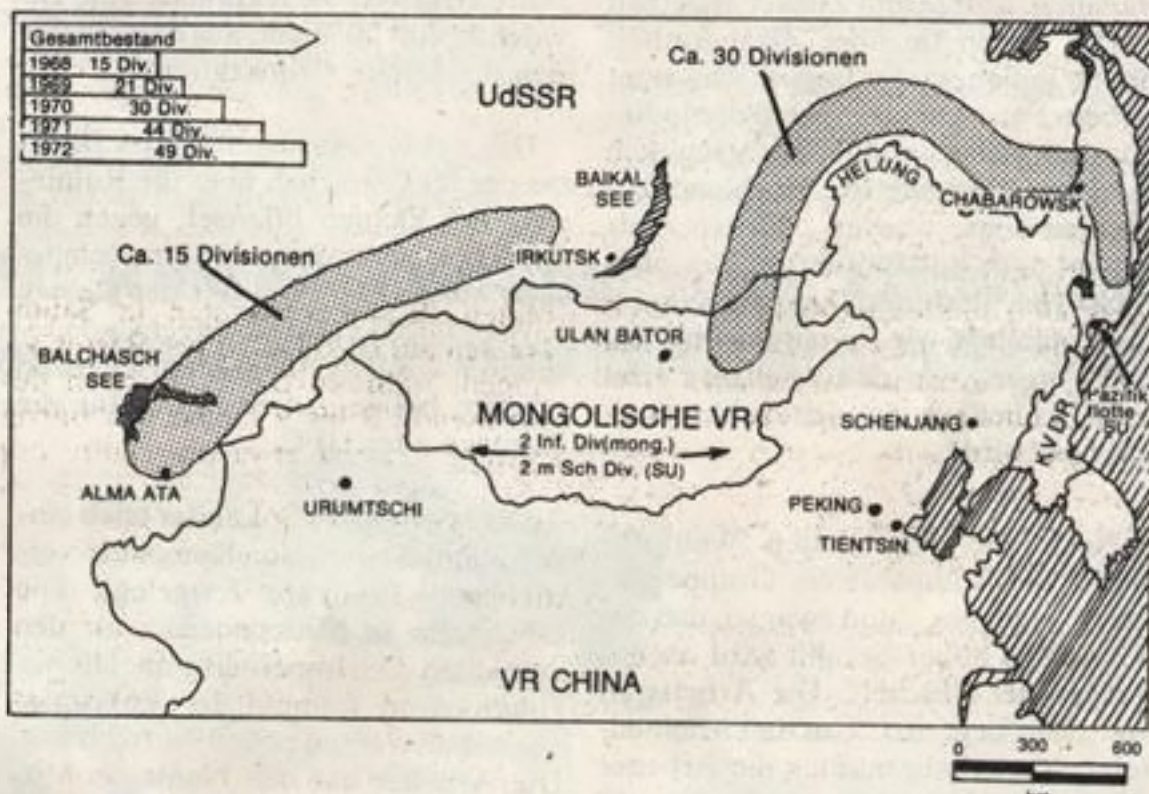 Gesamtbestand
1968 15 Div.
1969 21 Div.
1970 30 Div.
1971 44 Div.
1972 49 Div.
Ca. 30 Divisionen
UdSSR
BAIKAL
SEE
HELUNG
CHABAROWSK
IRKUTSK
Ca. 15 Divisionen
ULAN BATOR
BALCHASCH
SEE
MONGOLISCHE VR
2 Inf. Div(mong.)
2 m Sch Div. (SU)
Pazifik
flotte
SU
SCHENJANG
KVDR
ALMA ATA
URUMTSCHI
PEKING
TIENTSIN
VR CHINA
0 300 600
km